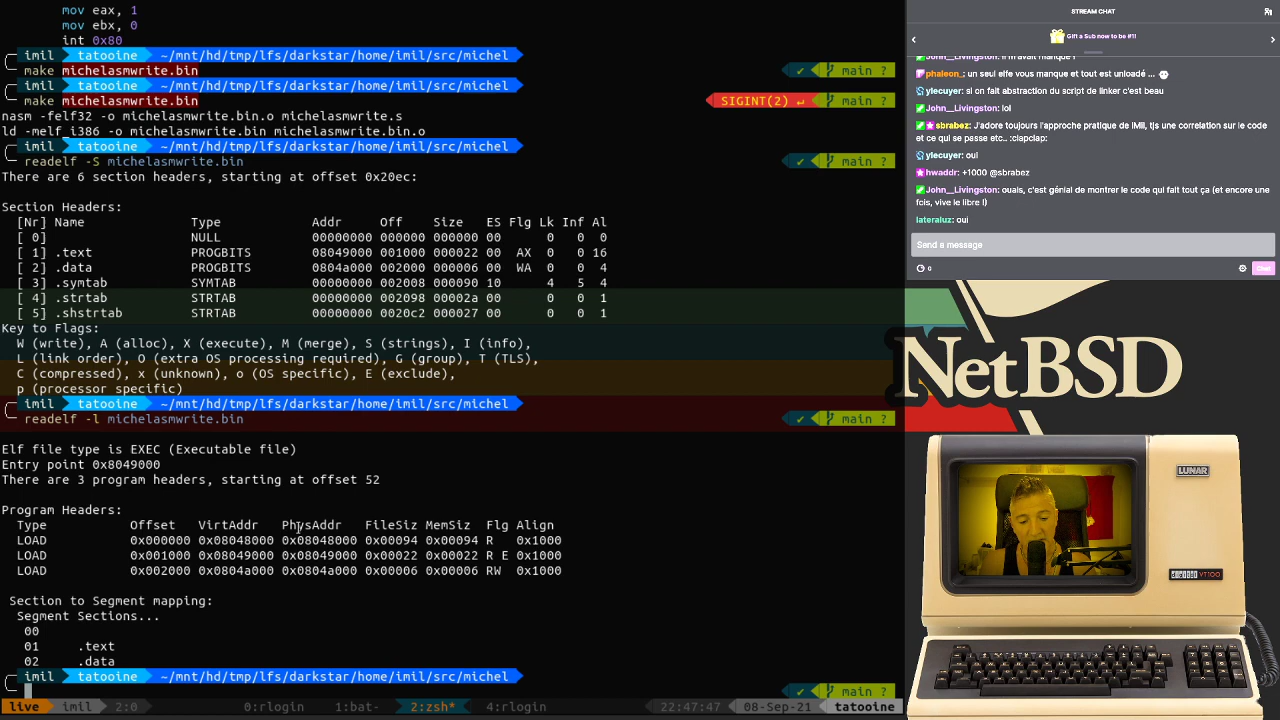 mov eax, 1
mov ebx, 0
int 0x80
imil tatooine ~/mnt/hd/tmp/lfs/darkstar/home/imil/src/michel
make michelasmwrite.bin ✔ main ?
imil tatooine ~/mnt/hd/tmp/lfs/darkstar/home/imil/src/michel
make michelasmwrite.bin SIGINT(2) ↵ main ?
nasm -felf32 -o michelasmwrite.bin.o michelasmwrite.s
ld -melf_i386 -o michelasmwrite.bin michelasmwrite.bin.o
imil tatooine ~/mnt/hd/tmp/lfs/darkstar/home/imil/src/michel
readelf -S michelasmwrite.bin ✔ main ?
There are 6 section headers, starting at offset 0x20ec:
Section Headers:
[Nr] Name Type Addr Off Size ES Flg Lk Inf Al
[ 0] NULL 00000000 000000 000000 00 0 0 0
[ 1] .text PROGBITS 08049000 001000 000022 00 AX 0 0 16
[ 2] .data PROGBITS 0804a000 002000 000006 00 WA 0 0 4
[ 3] .symtab SYMTAB 00000000 002008 000090 10 4 5 4
[ 4] .strtab STRTAB 00000000 002098 00002a 00 0 0 1
[ 5] .shstrtab STRTAB 00000000 0020c2 000027 00 0 0 1
Key to Flags:
W (write), A (alloc), X (execute), M (merge), S (strings), I (info),
L (link order), O (extra OS processing required), G (group), T (TLS),
C (compressed), x (unknown), o (OS specific), E (exclude),
p (processor specific)
imil tatooine ~/mnt/hd/tmp/lfs/darkstar/home/imil/src/michel
readelf -l michelasmwrite.bin ✔ main ?
Elf file type is EXEC (Executable file)
Entry point 0x8049000
There are 3 program headers, starting at offset 52
Program Headers:
Type Offset VirtAddr PhysAddr FileSiz MemSiz Flg Align
LOAD 0x000000 0x08048000 0x08048000 0x00094 0x00094 R 0x1000
LOAD 0x001000 0x08049000 0x08049000 0x00022 0x00022 R E 0x1000
LOAD 0x002000 0x0804a000 0x0804a000 0x00006 0x00006 RW 0x1000
Section to Segment mapping:
Segment Sections...
00
01 .text
02 .data
imil tatooine ~/mnt/hd/tmp/lfs/darkstar/home/imil/src/michel
✔ main ?
live imil 2:0 0:rlogin 1:bat- 2:zsh* 4:rlogin 22:47:47 08-Sep-21 tatooine
STREAM CHAT
Gift a Sub now to be #1!
phaleon_: un seul elfe vous manque et tout est unloadé ...
ylecuyer: si on fait abstraction du script de linker c'est beau
John__Livingston: lol
sbrabez: J'adore toujours l'approche pratique de iMil, tjs une correlation sur le code
et ce qui se passe etc.. :clapclap:
ylecuyer: oui
hwaddr: +1000 @sbrabez
John__Livingston: ouais, c'est génial de montrer le code qui fait tout ça (et encore une
fois, vive le libre !)
lateraluz: oui
Send a message
0 Chat
NetBSD
LUNAR
VT100